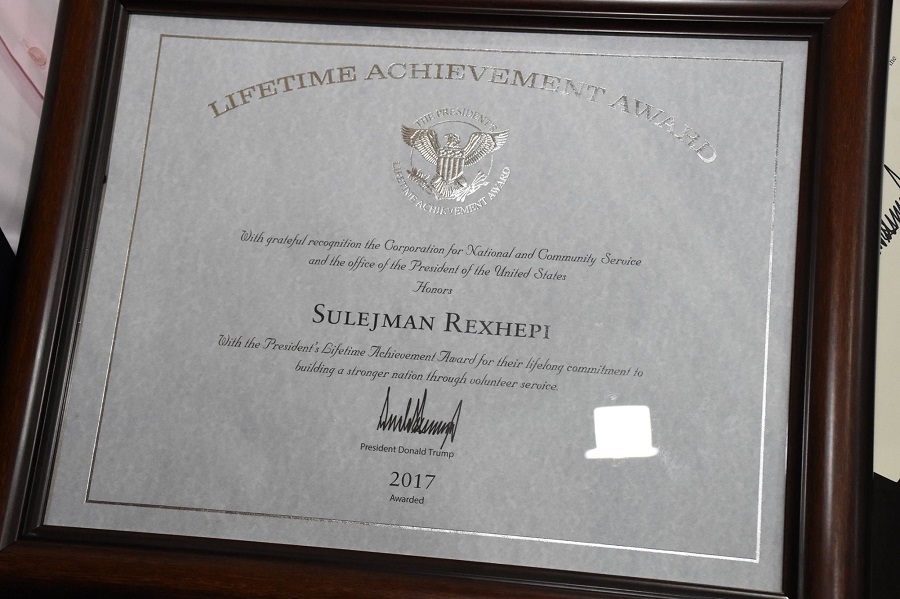 LIFETIME ACHIEVEMENT AWARD
THE PRESIDENT'S
LIFETIME ACHIEVEMENT AWARD
With grateful recognition the Corporation for National and Community Service
and the office of the President of the United States
Honors
SULEJMAN REXHEPI
With the President's Lifetime Achievement Award for their lifelong commitment to
building a stronger nation through volunteer service.
President Donald Trump
2017
Awarded
the